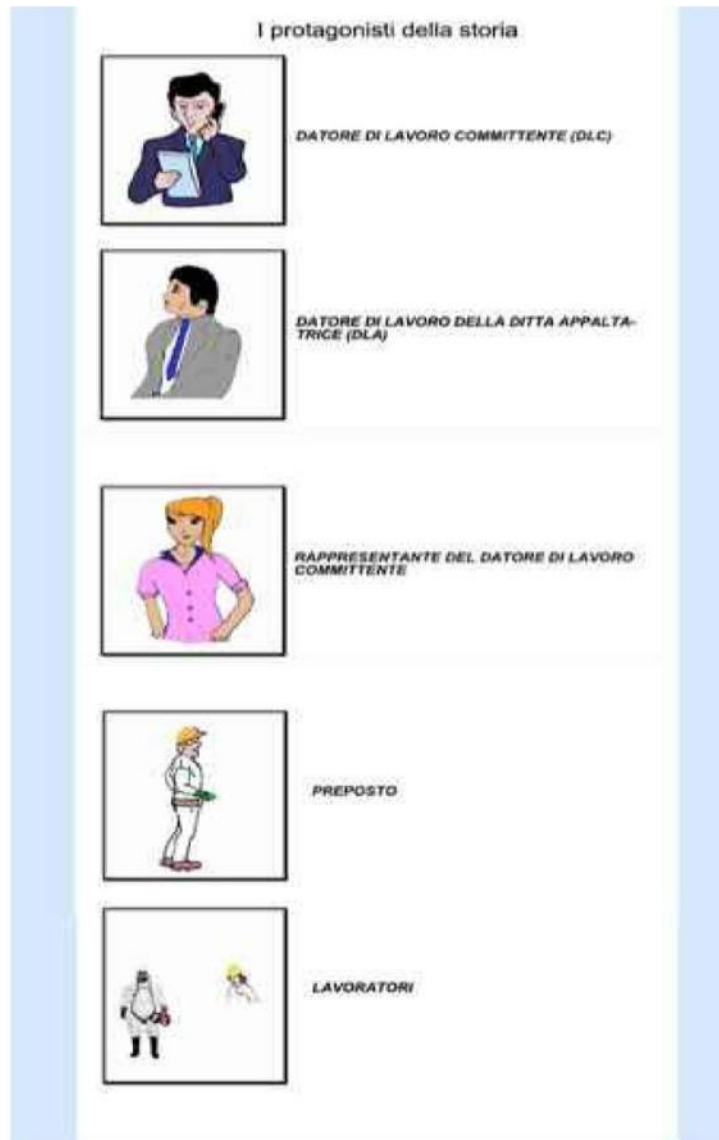 I protagonisti della storia
DATORE DI LAVORO COMMITTENTE (DLC)
DATORE DI LAVORO DELLA DITTA APPALTA-
TRICE (DLA)
RAPPRESENTANTE DEL DATORE DI LAVORO
COMMITTENTE
PREPOSTO
LAVORATORI